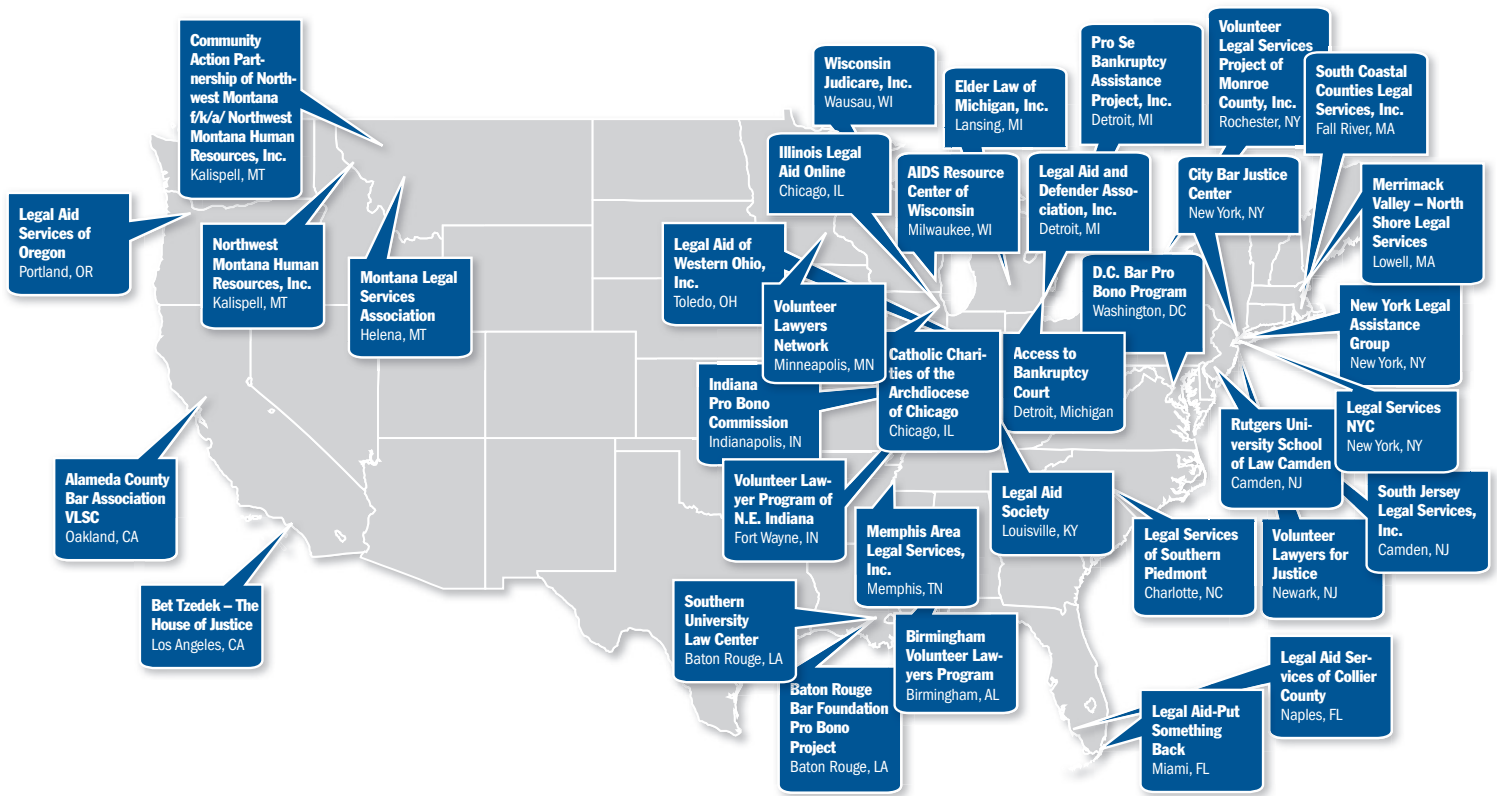 Community
Action Part-
nership of North-
west Montana
f/k/a/ Northwest
Montana Human
Resources, Inc.
Kalispell, MT
Legal Aid
Services of
Oregon
Portland, OR
Northwest
Montana Human
Resources, Inc.
Kalispell, MT
Montana Legal
Services
Association
Helena, MT
Alameda County
Bar Association
VLSC
Oakland, CA
Bet Tzedek – The
House of Justice
Los Angeles, CA
Wisconsin
Judicare, Inc.
Wausau, WI
Elder Law of
Michigan, Inc.
Lansing, MI
Pro Se
Bankruptcy
Assistance
Project, Inc.
Detroit, MI
Volunteer
Legal Services
Project of
Monroe
County, Inc.
Rochester, NY
South Coastal
Counties Legal
Services, Inc.
Fall River, MA
Illinois Legal
Aid Online
Chicago, IL
AIDS Resource
Center of
Wisconsin
Milwaukee, WI
Legal Aid and
Defender Asso-
ciation, Inc.
Detroit, MI
City Bar Justice
Center
New York, NY
Merrimack
Valley – North
Shore Legal
Services
Lowell, MA
Legal Aid of
Western Ohio,
Inc.
Toledo, OH
Volunteer
Lawyers
Network
Minneapolis, MN
D.C. Bar Pro
Bono Program
Washington, DC
New York Legal
Assistance
Group
New York, NY
Indiana
Pro Bono
Commission
Indianapolis, IN
Catholic Chari-
ties of the
Archdiocese
of Chicago
Chicago, IL
Access to
Bankruptcy
Court
Detroit, Michigan
Legal Services
NYC
New York, NY
Rutgers Uni-
versity School
of Law Camden
Camden, NJ
Volunteer Law-
yer Program of
N.E. Indiana
Fort Wayne, IN
Legal Aid
Society
Louisville, KY
South Jersey
Legal Services,
Inc.
Camden, NJ
Memphis Area
Legal Services,
Inc.
Memphis, TN
Legal Services
of Southern
Piedmont
Charlotte, NC
Volunteer
Lawyers for
Justice
Newark, NJ
Southern
University
Law Center
Baton Rouge, LA
Birmingham
Volunteer Law-
yers Program
Birmingham, AL
Baton Rouge
Bar Foundation
Pro Bono
Project
Baton Rouge, LA
Legal Aid Ser-
vices of Collier
County
Naples, FL
Legal Aid-Put
Something
Back
Miami, FL